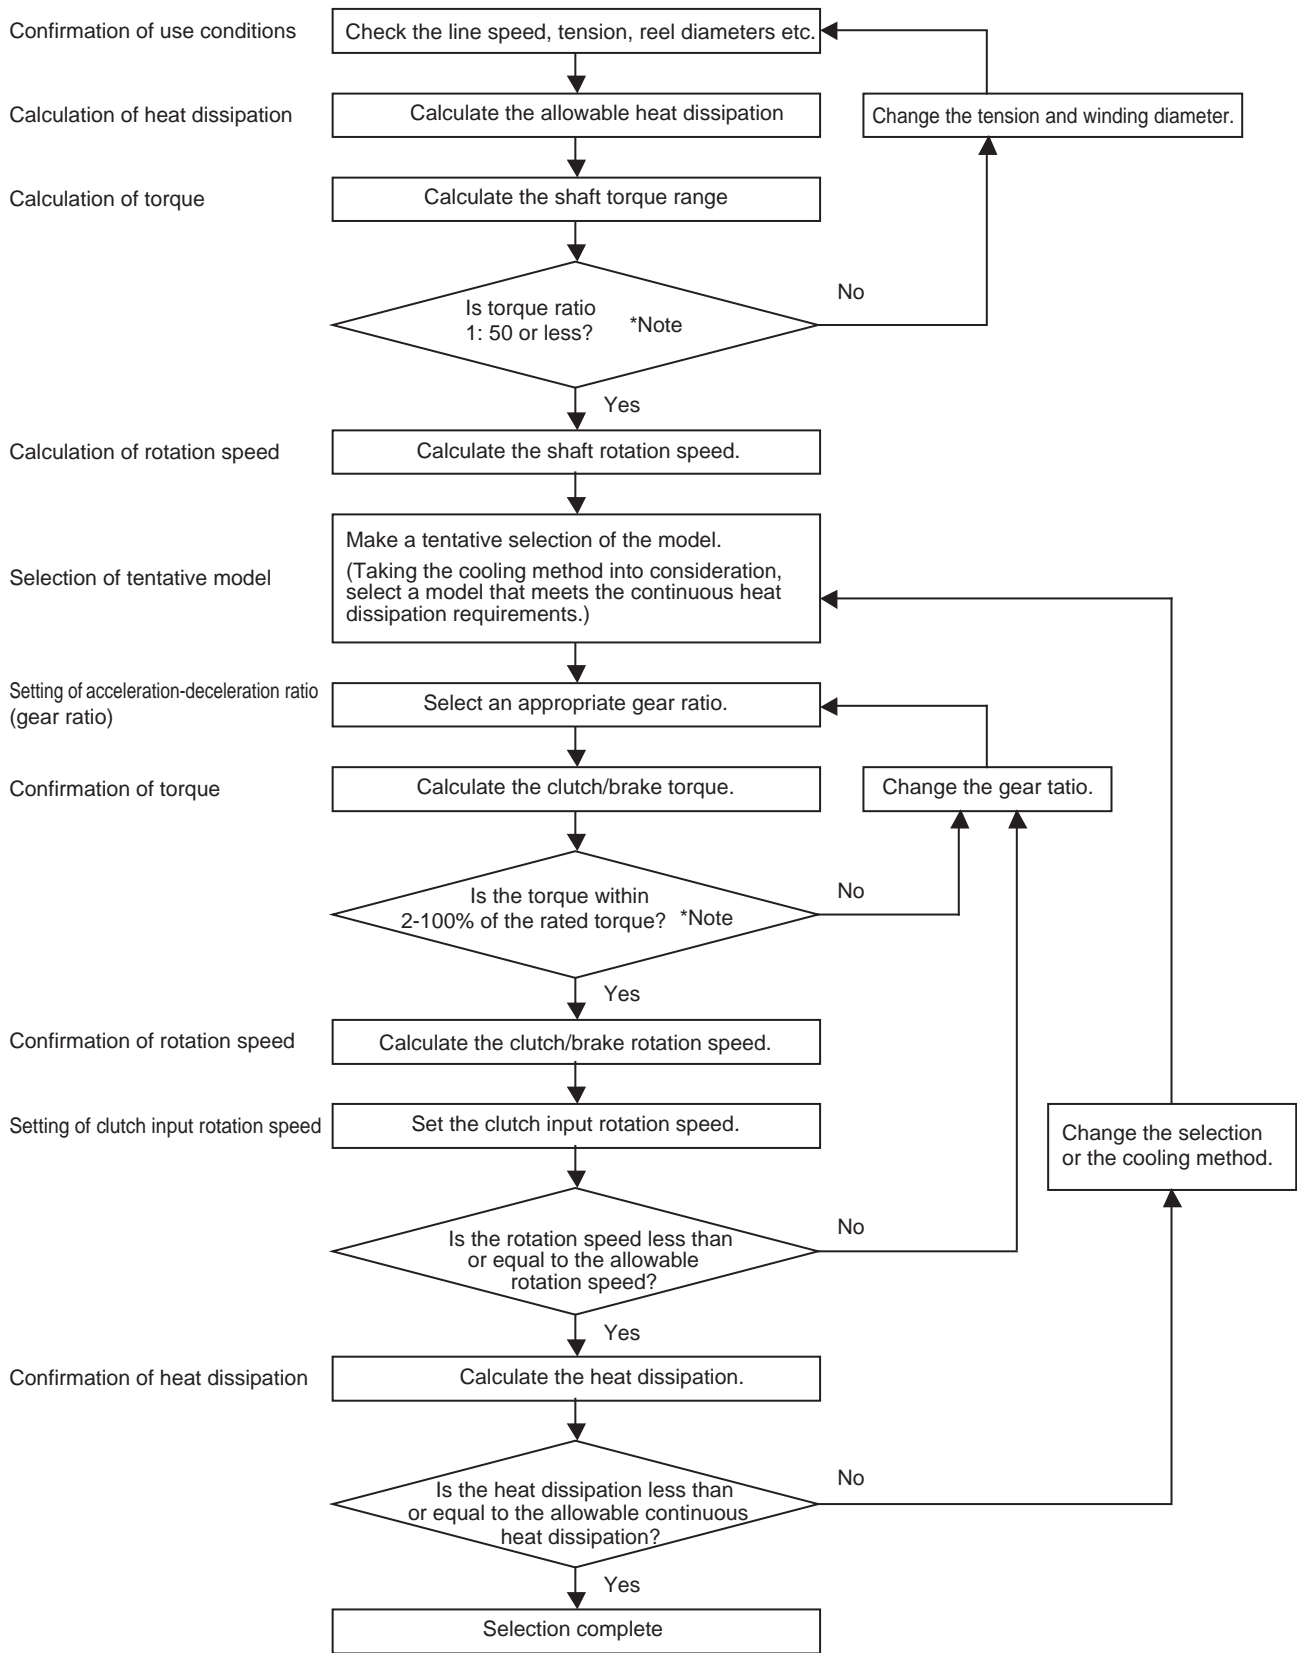 Confirmation of use conditions
Check the line speed, tension, reel diameters etc.
Calculation of heat dissipation
Calculate the allowable heat dissipation
Change the tension and winding diameter.
Calculation of torque
Calculate the shaft torque range
Is torque ratio
1: 50 or less?
*Note
No
Yes
Calculation of rotation speed
Calculate the shaft rotation speed.
Selection of tentative model
Make a tentative selection of the model.
(Taking the cooling method into consideration,
select a model that meets the continuous heat
dissipation requirements.)
Setting of acceleration-deceleration ratio
(gear ratio)
Select an appropriate gear ratio.
Confirmation of torque
Calculate the clutch/brake torque.
Change the gear tatio.
Is the torque within
2-100% of the rated torque?
*Note
No
Yes
Confirmation of rotation speed
Calculate the clutch/brake rotation speed.
Setting of clutch input rotation speed
Set the clutch input rotation speed.
Change the selection
or the cooling method.
Is the rotation speed less than
or equal to the allowable
rotation speed?
No
Yes
Confirmation of heat dissipation
Calculate the heat dissipation.
Is the heat dissipation less than
or equal to the allowable continuous
heat dissipation?
No
Yes
Selection complete